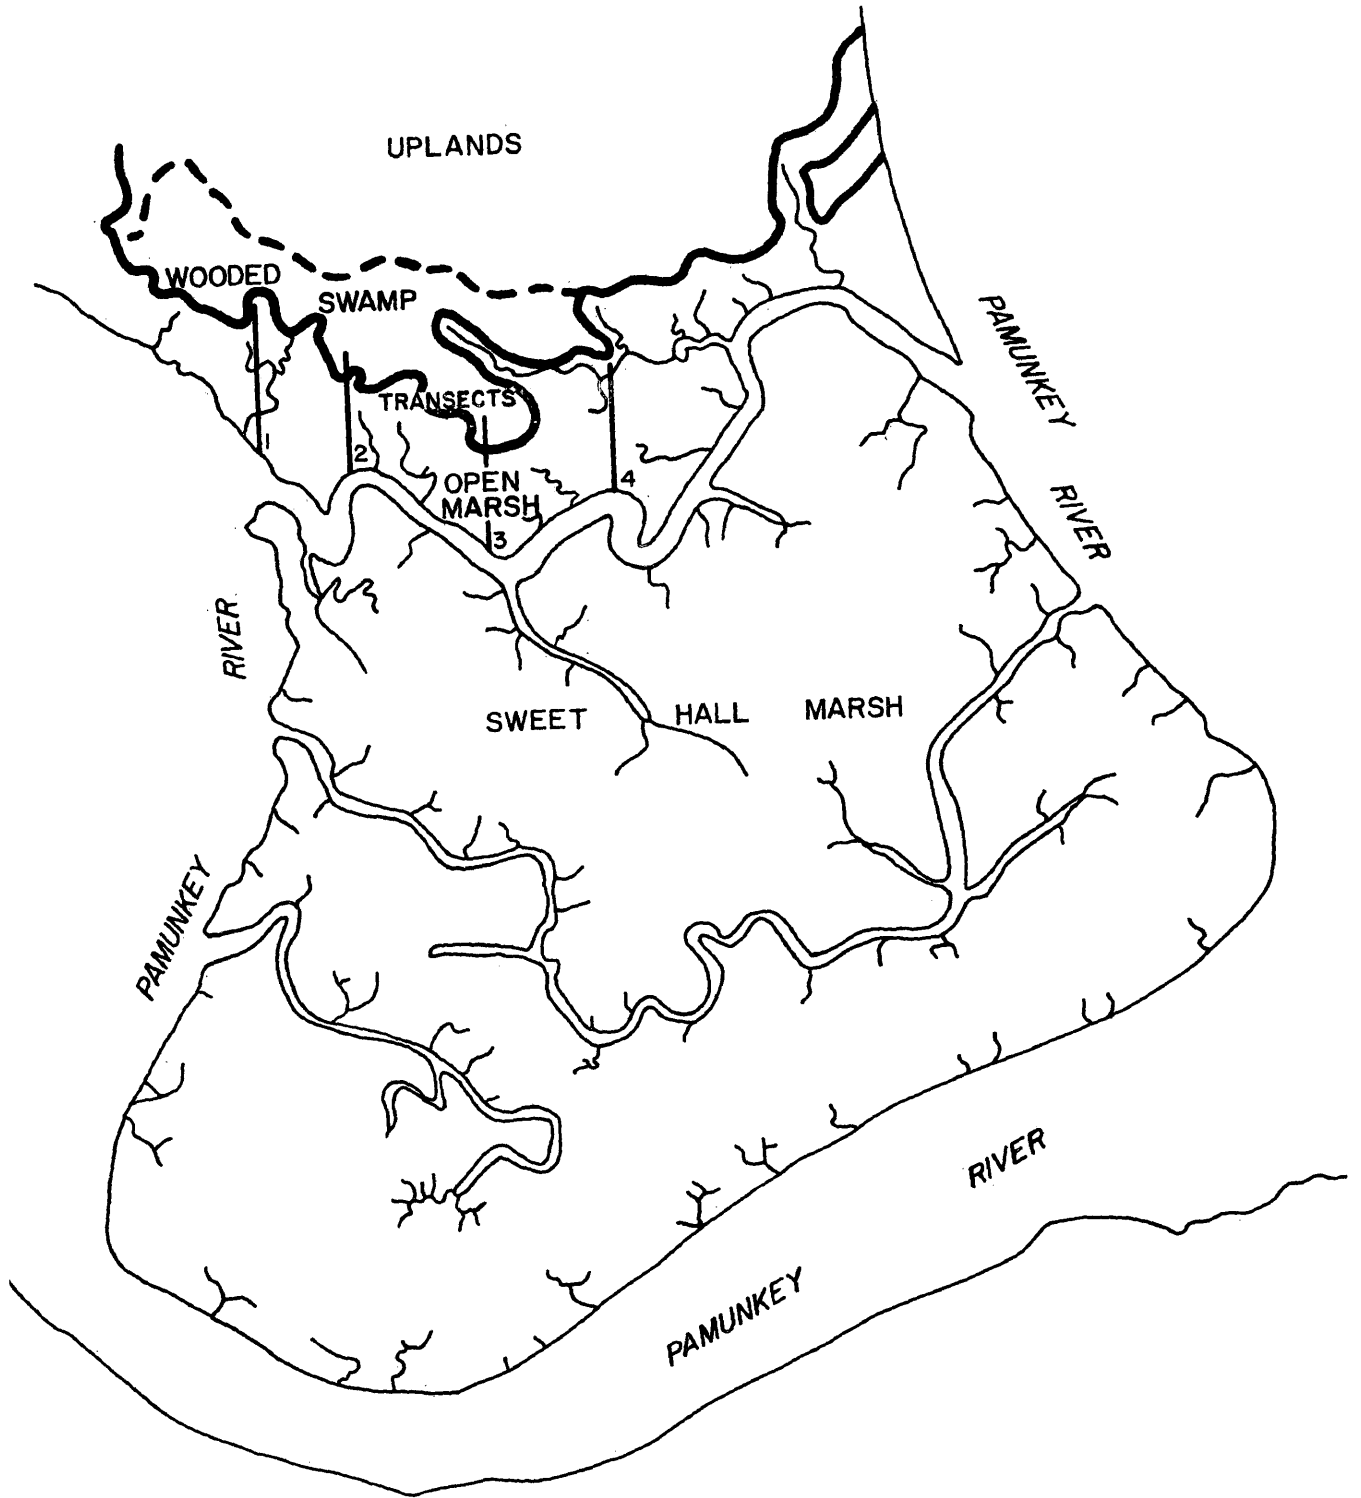 UPLANDS
WOODED
SWAMP
PAMUNKEY
RIVER
TRANSECTS
1
2
OPEN
MARSH
3
4
RIVER
SWEET HALL MARSH
PAMUNKEY
RIVER
PAMUNKEY